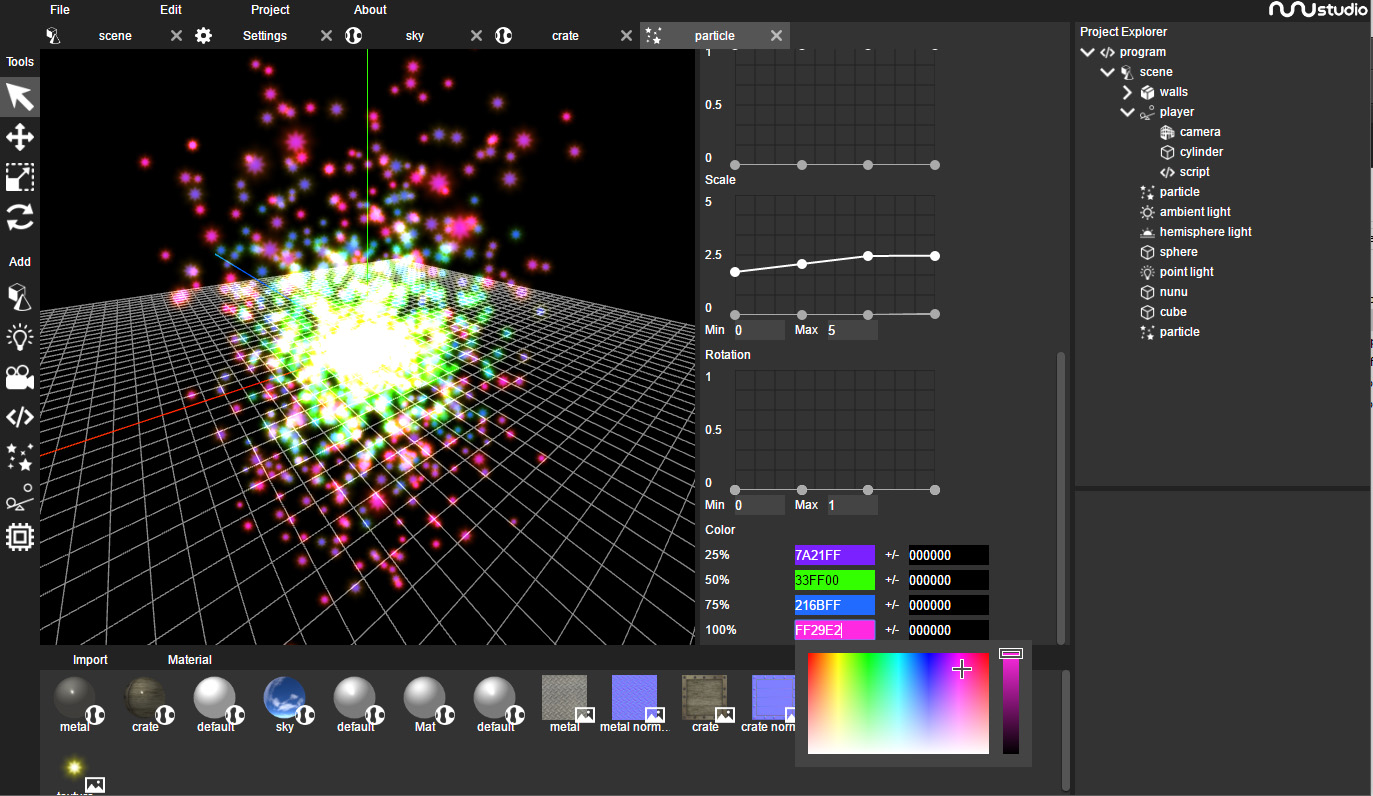 File Edit Project About
studio
scene Settings sky crate particle
Tools
Add
1
0.5
0
Scale
5
2.5
0
Min 0 Max 5
Rotation
1
0.5
0
Min 0 Max 1
Color
25% 7A21FF +/- 000000
50% 33FF00 +/- 000000
75% 216BFF +/- 000000
100% FF29E2 +/- 000000
Project Explorer
program
scene
walls
player
camera
cylinder
script
particle
ambient light
hemisphere light
sphere
point light
nunu
cube
particle
Import Material
metal crate default sky default Mat default metal metal norm... crate crate norm